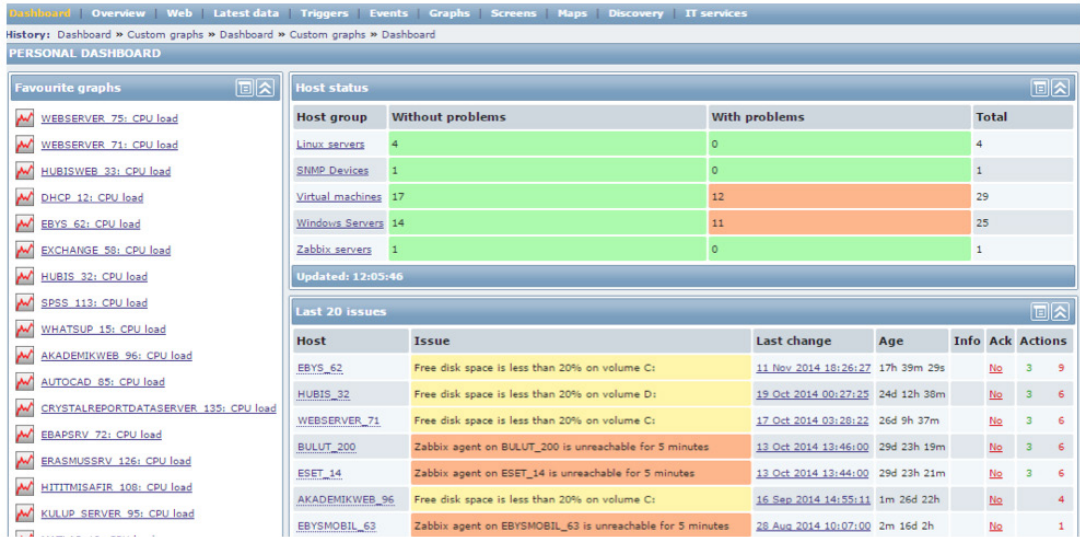 Dashboard | Overview | Web | Latest data | Triggers | Events | Graphs | Screens | Maps | Discovery | IT services
History: Dashboard » Custom graphs » Dashboard » Custom graphs » Dashboard
PERSONAL DASHBOARD
Favourite graphs
WEBSERVER_75: CPU load
WEBSERVER_71: CPU load
HUBISWEB_33: CPU load
DHCP_12: CPU load
EBYS_62: CPU load
EXCHANGE_58: CPU load
HUBIS_32: CPU load
SPSS_113: CPU load
WHATSUP_15: CPU load
AKADEMIKWEB_96: CPU load
AUTOCAD_85: CPU load
CRYSTALREPORTDATASERVER_135: CPU load
EBAPSRV_72: CPU load
ERASMUSSRV_126: CPU load
HITITMISAFIR_108: CPU load
KULUP_SERVER_95: CPU load
Host status
Host group Without problems With problems Total
Linux servers 4 0 4
SNMP Devices 1 0 1
Virtual machines 17 12 29
Windows Servers 14 11 25
Zabbix servers 1 0 1
Updated: 12:05:46
Last 20 issues
Host Issue Last change Age Info Ack Actions
EBYS_62 Free disk space is less than 20% on volume C: 11 Nov 2014 18:26:27 17h 39m 29s No 3 9
HUBIS_32 Free disk space is less than 20% on volume D: 19 Oct 2014 00:27:25 24d 12h 38m No 3 6
WEBSERVER_71 Free disk space is less than 20% on volume C: 17 Oct 2014 03:28:22 26d 9h 37m No 3 6
BULUT_200 Zabbix agent on BULUT_200 is unreachable for 5 minutes 13 Oct 2014 13:46:00 29d 23h 19m No 3 6
ESET_14 Zabbix agent on ESET_14 is unreachable for 5 minutes 13 Oct 2014 13:44:00 29d 23h 21m No 3 6
AKADEMIKWEB_96 Free disk space is less than 20% on volume C: 16 Sep 2014 14:55:11 1m 26d 22h No 4
EBYSMOBIL_63 Zabbix agent on EBYSMOBIL_63 is unreachable for 5 minutes 28 Aug 2014 10:07:00 2m 16d 2h No 1